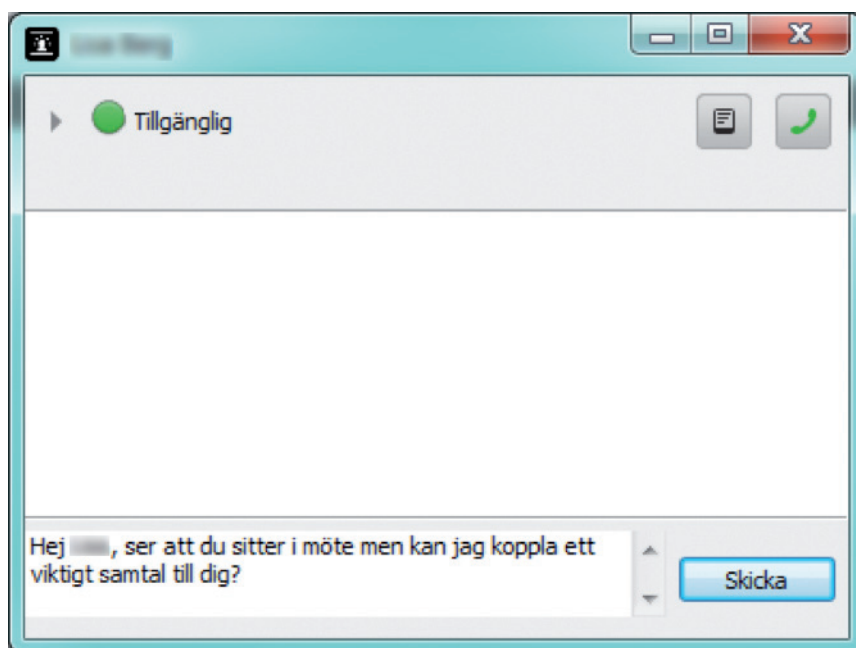 Tillgänglig
Hej , ser att du sitter i möte men kan jag koppla ett
viktigt samtal till dig?
Skicka